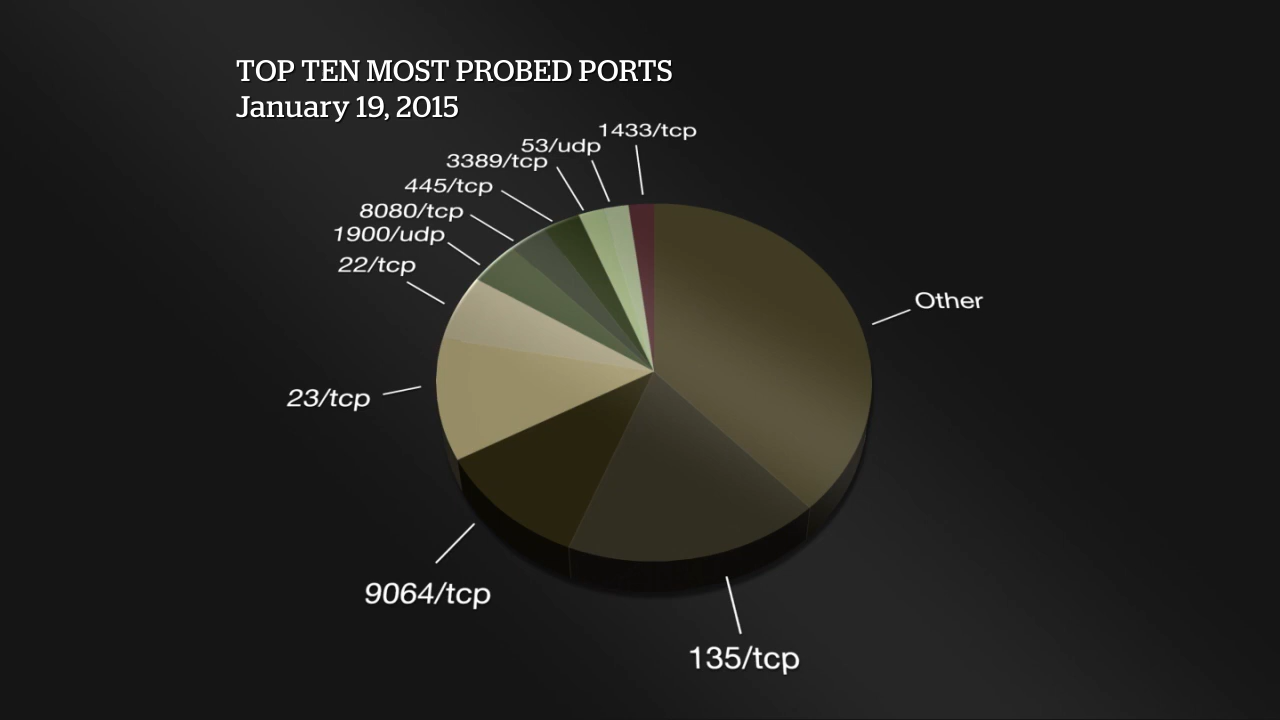 TOP TEN MOST PROBED PORTS
January 19, 2015
1433/tcp
53/udp
3389/tcp
445/tcp
8080/tcp
1900/udp
22/tcp
Other
23/tcp
9064/tcp
135/tcp